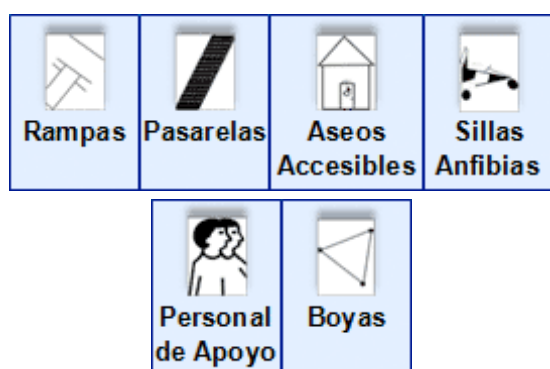 Rampas
Pasarelas
Aseos
Accesibles
Sillas
Anfibias
Personal
de Apoyo
Boyas